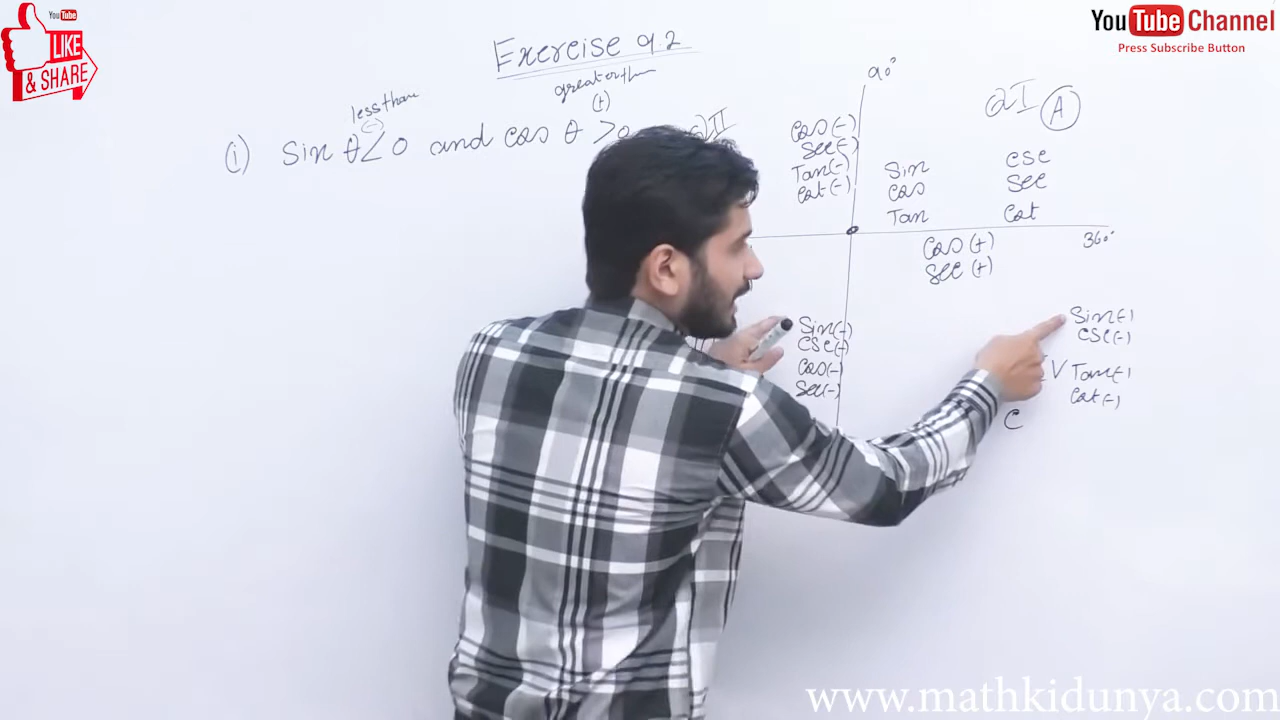 YouTube
LIKE
& SHARE
YouTube Channel
Press Subscribe Button
Exercise 9.2
less than
greater than
(-)
(+)
(i) Sin θ < 0 and Cos θ > 0
QII
90°
Cos (-)
Sec (-)
Tan (-)
Cot (-)
QI (A)
Sin Csc
Cos Sec
Tan Cot
360°
Cos (+)
Sec (+)
Sin (-)
Csc (-)
Cos (-)
Sec (-)
Sin (-)
Csc (-)
V
Tan (-)
Cot (-)
C
www.mathkidunya.com